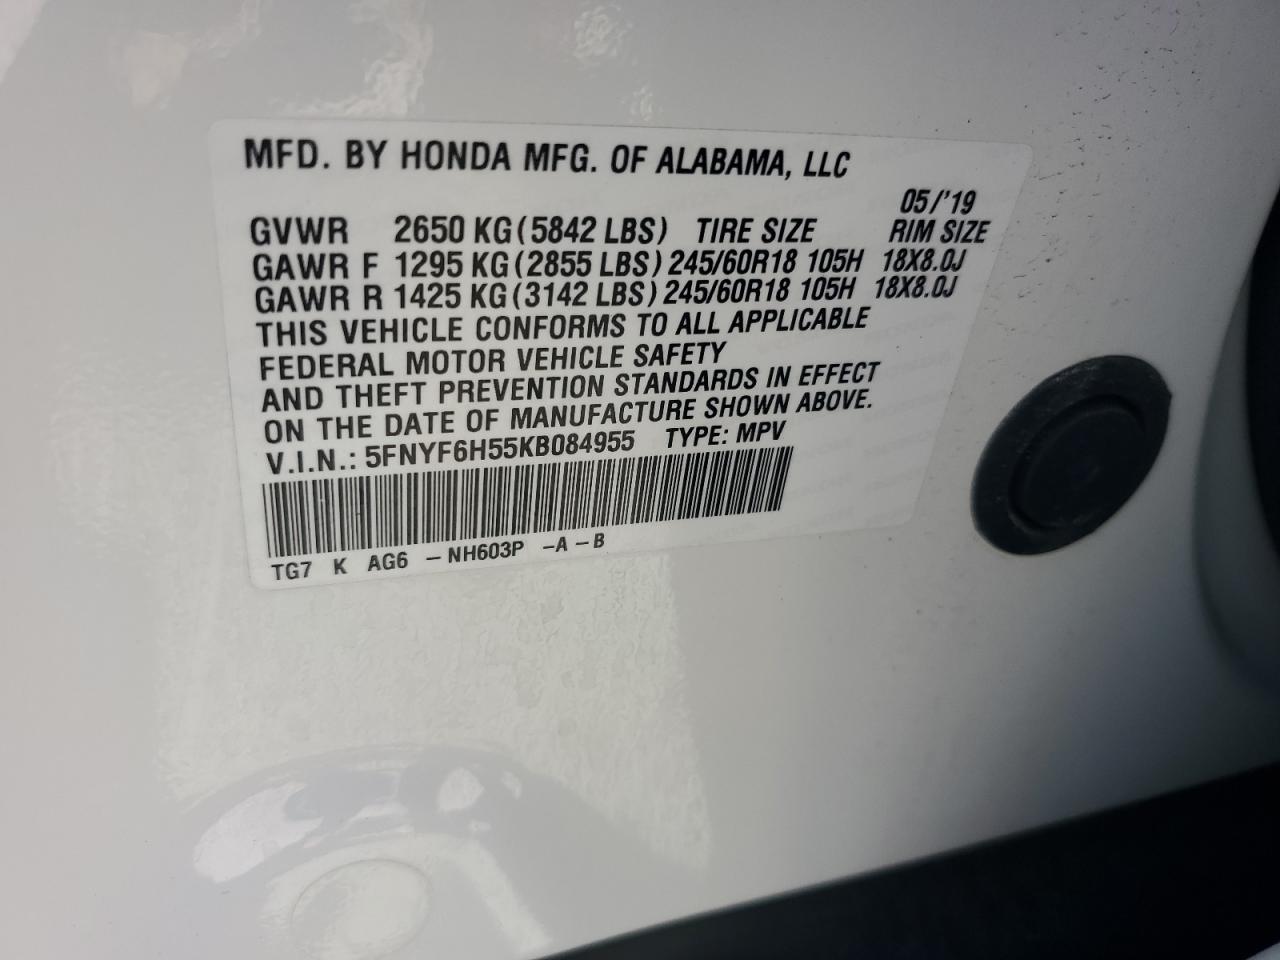 MFD. BY HONDA MFG. OF ALABAMA, LLC
05/'19
GVWR 2650 KG (5842 LBS) TIRE SIZE RIM SIZE
GAWR F 1295 KG (2855 LBS) 245/60R18 105H 18X8.0J
GAWR R 1425 KG (3142 LBS) 245/60R18 105H 18X8.0J
THIS VEHICLE CONFORMS TO ALL APPLICABLE
FEDERAL MOTOR VEHICLE SAFETY
AND THEFT PREVENTION STANDARDS IN EFFECT
ON THE DATE OF MANUFACTURE SHOWN ABOVE.
V.I.N.: 5FNYF6H55KB084955 TYPE: MPV
TG7 K AG6 - NH603P - A - B